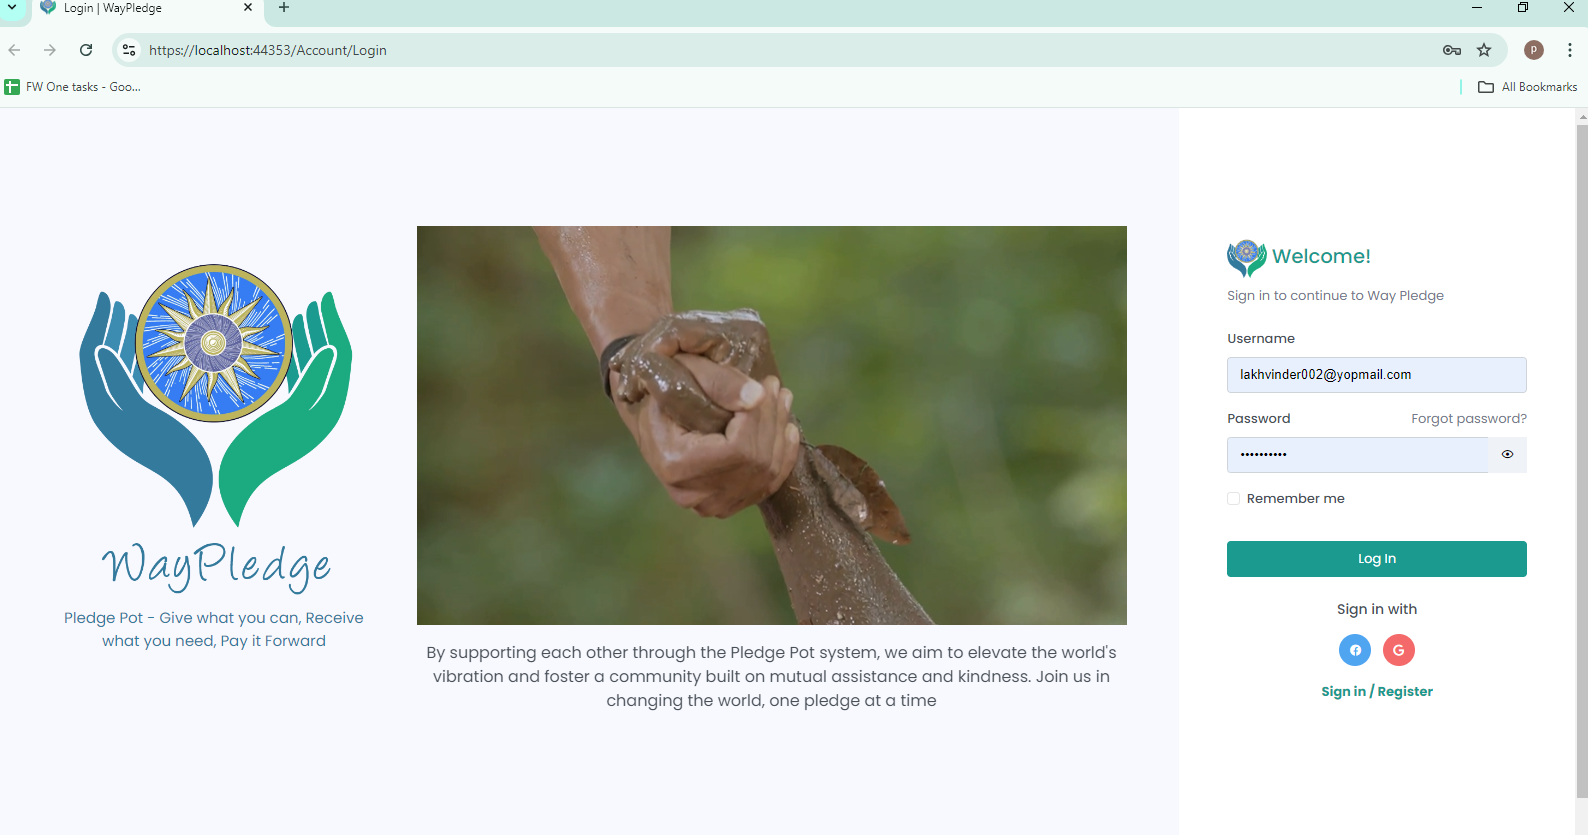 Login | WayPledge
https://localhost:44353/Account/Login
P
FW One tasks - Goo...
All Bookmarks
WayPledge
Pledge Pot - Give what you can, Receive
what you need, Pay it Forward
By supporting each other through the Pledge Pot system, we aim to elevate the world's
vibration and foster a community built on mutual assistance and kindness. Join us in
changing the world, one pledge at a time
Welcome!
Sign in to continue to Way Pledge
Username
lakhvinder002@yopmail.com
Password
Forgot password?
••••••••••
Remember me
Log In
Sign in with
Sign in / Register